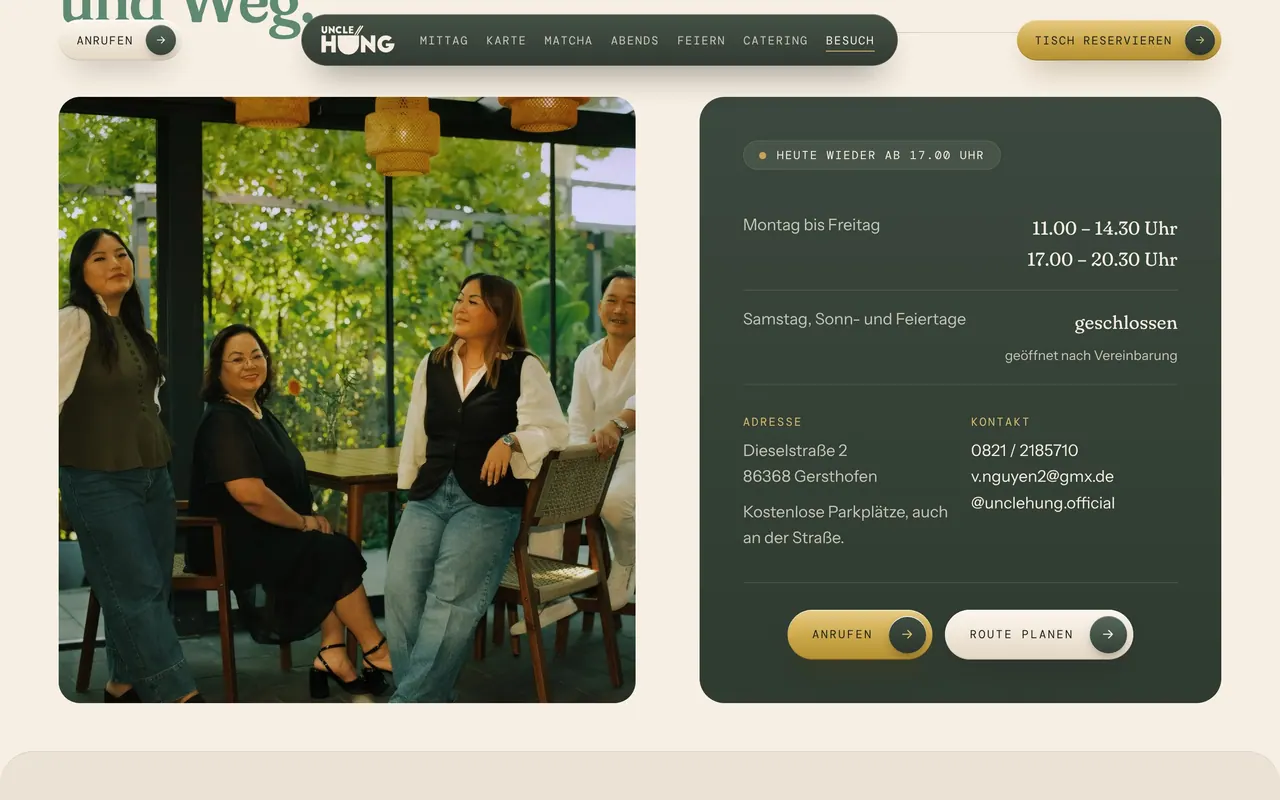 und Weg.
ANRUFEN →
UNCLE HUNG
MITTAG KARTE MATCHA ABENDS FEIERN CATERING BESUCH
TISCH RESERVIEREN →
HEUTE WIEDER AB 17.00 UHR
Montag bis Freitag
11.00 – 14.30 Uhr
17.00 – 20.30 Uhr
Samstag, Sonn- und Feiertage
geschlossen
geöffnet nach Vereinbarung
ADRESSE
Dieselstraße 2
86368 Gersthofen
Kostenlose Parkplätze, auch
an der Straße.
KONTAKT
0821 / 2185710
v.nguyen2@gmx.de
@unclehung.official
ANRUFEN →
ROUTE PLANEN →